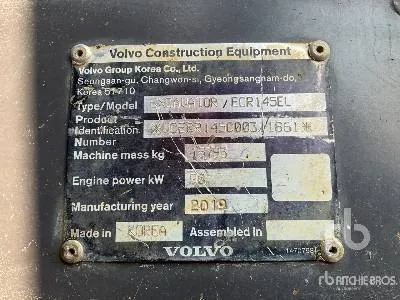 Volvo Construction Equipment
Volvo Group Korea Co., Ltd.
Seongsan-gu, Changwon-si, Gyeongsangnam-do,
Korea 51710
Type/Model EXCAVATOR / ECR145EL
Product
Identification
Number
Machine mass kg
Engine power kW
Manufacturing year 2019
Made in KOREA Assembled in
VOLVO
rb
RITCHIE BROS.